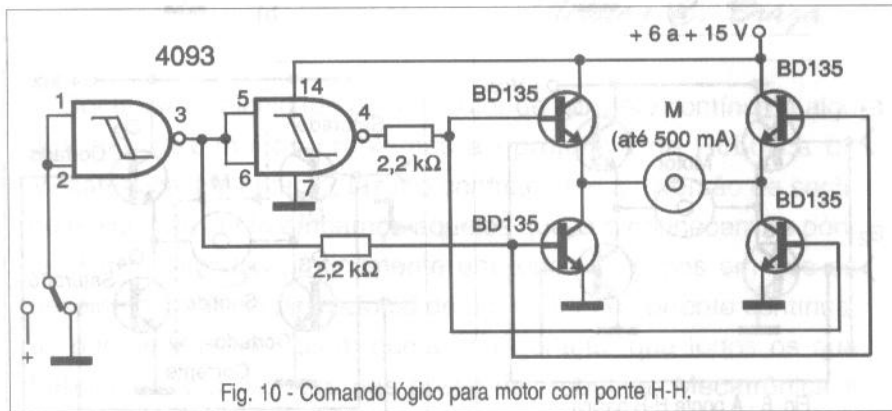 4093
+ 6 a + 15 V
BD135
BD135
M
(até 500 mA)
1
2
3
5
6
14
4
7
2,2 kΩ
BD135
BD135
2,2 kΩ
+
Fig. 10 - Comando lógico para motor com ponte H-H.